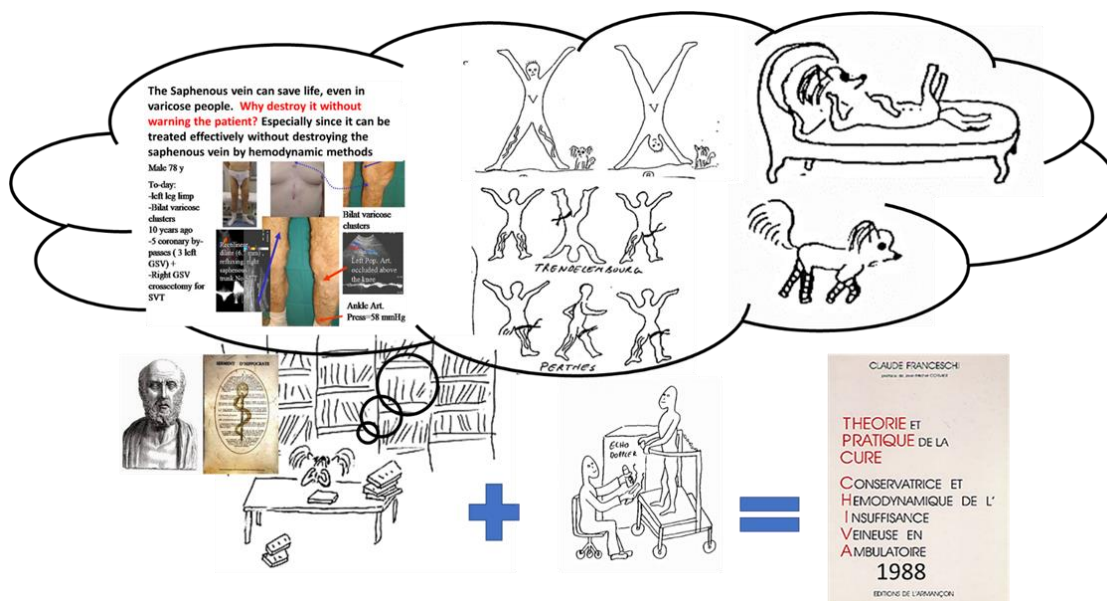 The Saphenous vein can save life, even in
varicose people. Why destroy it without
warning the patient? Especially since it can be
treated effectively without destroying the
saphenous vein by hemodynamic methods
Male 78 y
To-day:
-left leg limp
-Bilat varicose
clusters
10 years ago
-5 coronary by-
passes ( 3 left
GSV) +
-Right GSV
crossectomy for
SVT
Bilat varicose
clusters
Left Pop. Art.
occluded above
the knee
Ankle Art.
Press=58 mmHg
TRENDELEMBOURG
PERTHES
SERMENT D'HIPPOCRATE
ECHO
DOPPLER
CLAUDE FRANCESCHI
THEORIE ET
PRATIQUE DE LA
CURE
CONSERVATRICE ET
HEMODYNAMIQUE DE L'
INSUFFISANCE
VEINEUSE EN
AMBULATOIRE
1988
EDITIONS DE L'ARMANÇON